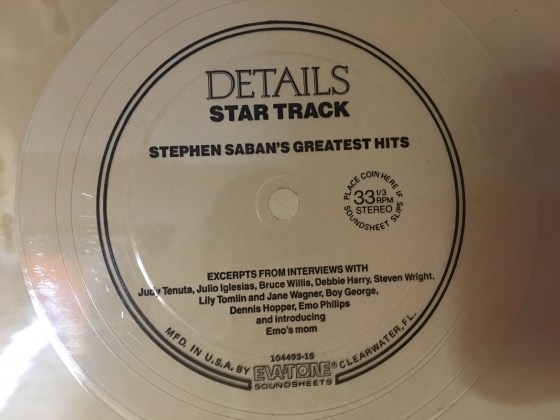 DETAILS
STAR TRACK
STEPHEN SABAN'S GREATEST HITS
PLACE COIN HERE IF
SOUNDSHEET SLIPS
33 1/3
RPM
STEREO
EXCERPTS FROM INTERVIEWS WITH
Judy Tenuta, Julio Iglesias, Bruce Willis, Debbie Harry, Steven Wright,
Lily Tomlin and Jane Wagner, Boy George,
Dennis Hopper, Emo Philips
and introducing
Emo's mom
104493-1S
MFD. IN U.S.A. BY EVA-TONE® CLEARWATER, FL.
SOUNDSHEETS